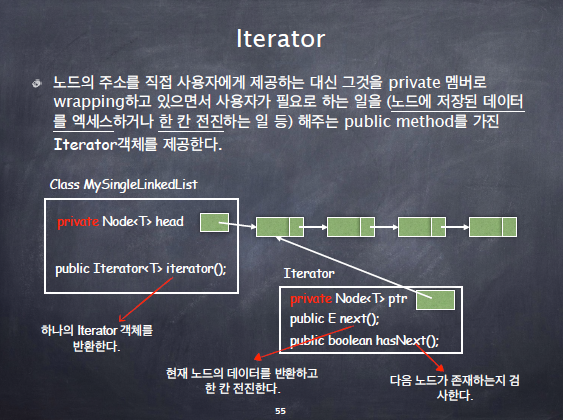 Iterator
노드의 주소를 직접 사용자에게 제공하는 대신 그것을 private 멤버로
wrapping하고 있으면서 사용자가 필요로 하는 일을 (노드에 저장된 데이터
를 엑세스하거나 한 칸 전진하는 일 등) 해주는 public method를 가진
Iterator객체를 제공한다.
Class MySingleLinkedList
private Node<T> head
public Iterator<T> iterator();
Iterator
private Node<T> ptr
public E next();
public boolean hasNext();
하나의 Iterator 객체를
반환한다.
현재 노드의 데이터를 반환하고
한 칸 전진한다.
다음 노드가 존재하는지 검
사한다.
55